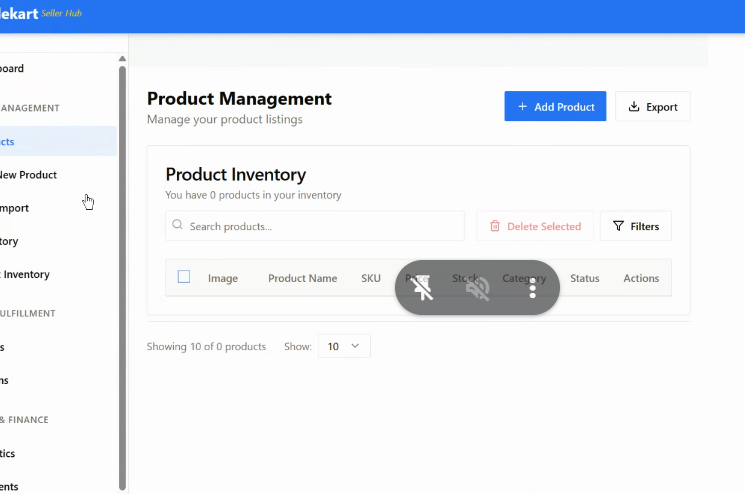 lekart Seller Hub
board
ANAGEMENT
cts
New Product
mport
tory
t Inventory
ULFILLMENT
s
ns
& FINANCE
tics
ents
Product Management
Manage your product listings
+ Add Product
Export
Product Inventory
You have 0 products in your inventory
Search products...
Delete Selected
Filters
Image Product Name SKU Price Stock Category Status Actions
Showing 10 of 0 products Show: 10